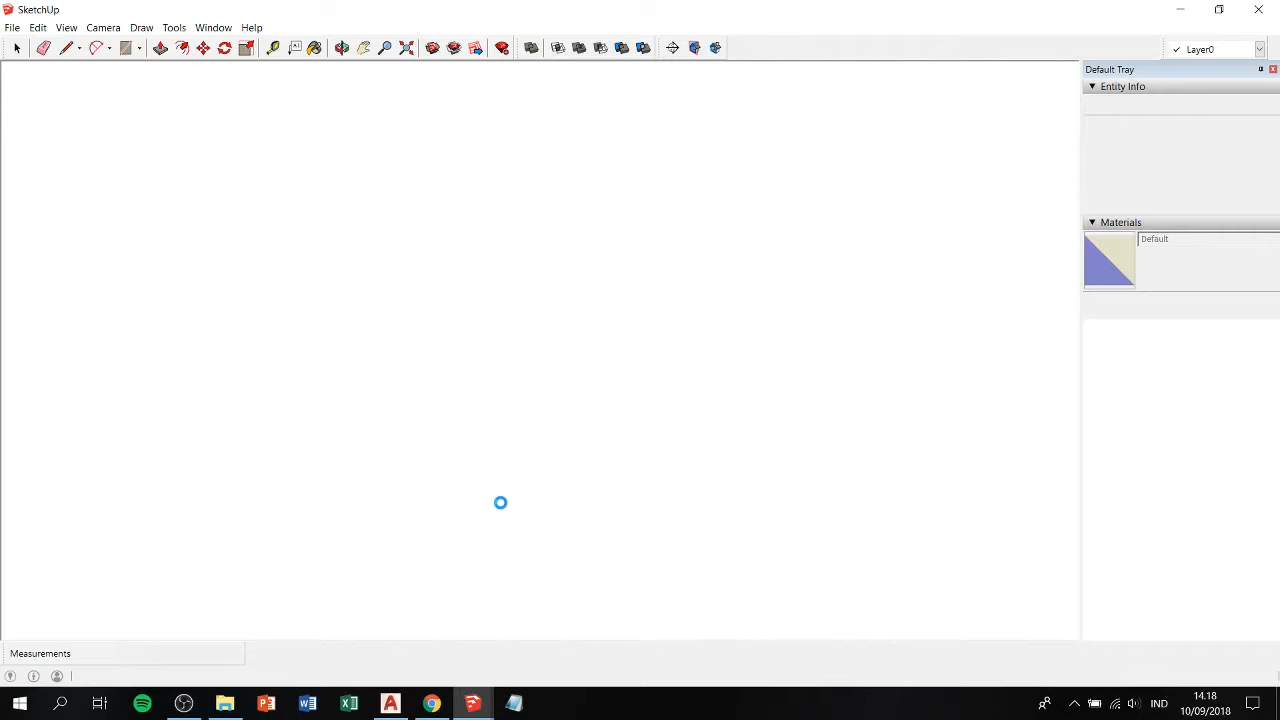 SketchUp
File Edit View Camera Draw Tools Window Help
Layer0
Default Tray
Entity Info
Materials
Default
Measurements
IND
14.18
10/09/2018